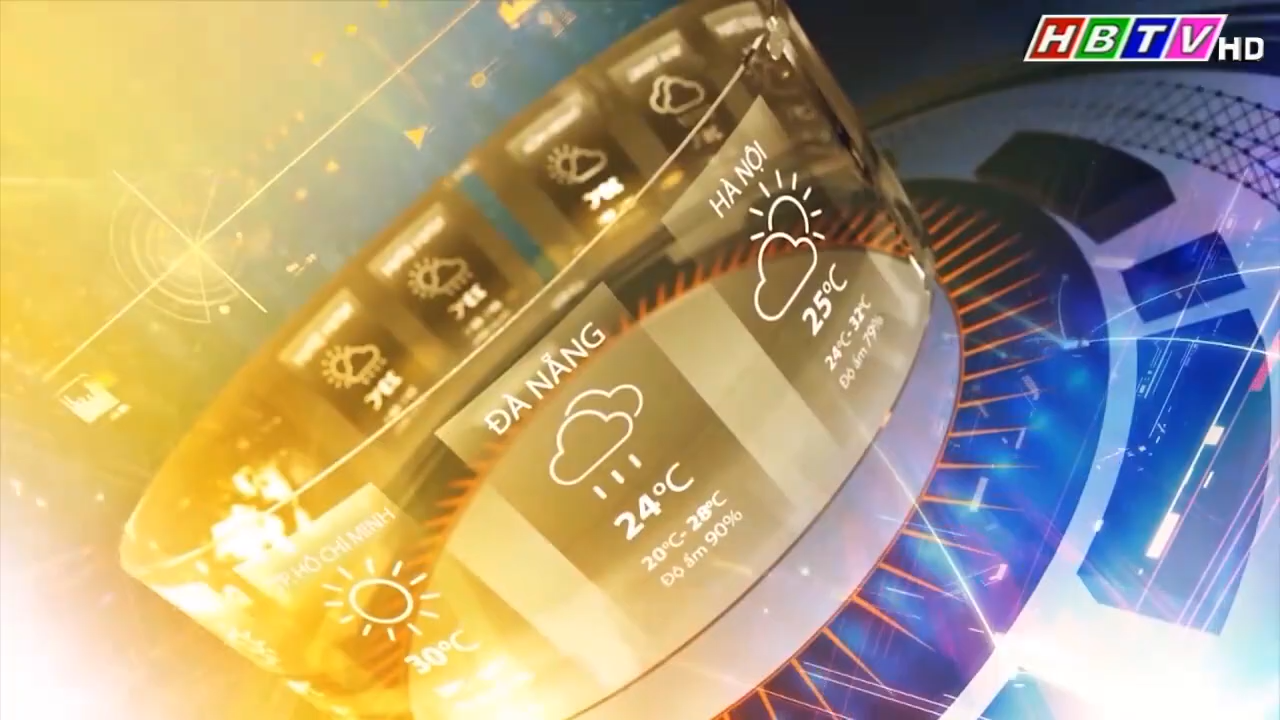 HBTV HD
HÀ NỘI
25°C
24°C- 32°C
Độ ẩm 79%
ĐÀ NẴNG
24°C
20°C- 28°C
Độ ẩm 90%
TP.HỒ CHÍ MINH
30°C